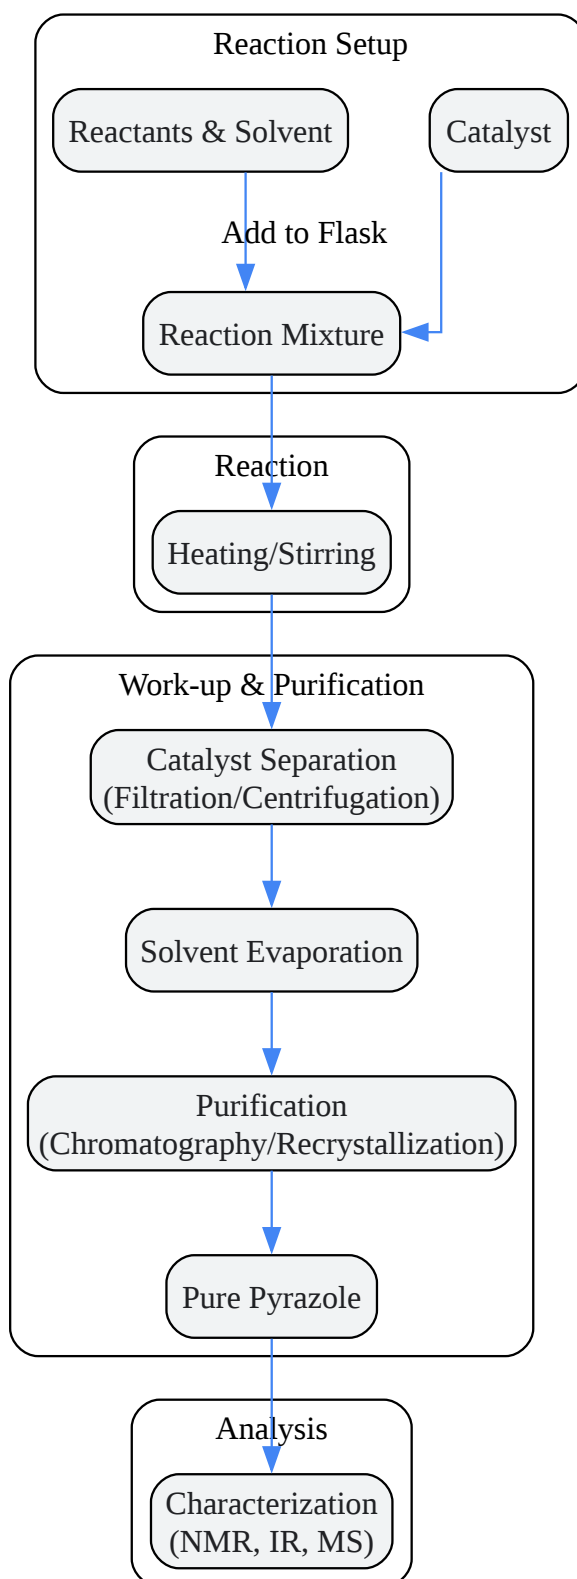 Reaction Setup
Reactants & Solvent
Catalyst
Add to Flask
Reaction Mixture
Reaction
Heating/Stirring
Work-up & Purification
Catalyst Separation
(Filtration/Centrifugation)
Solvent Evaporation
Purification
(Chromatography/Recrystallization)
Pure Pyrazole
Analysis
Characterization
(NMR, IR, MS)